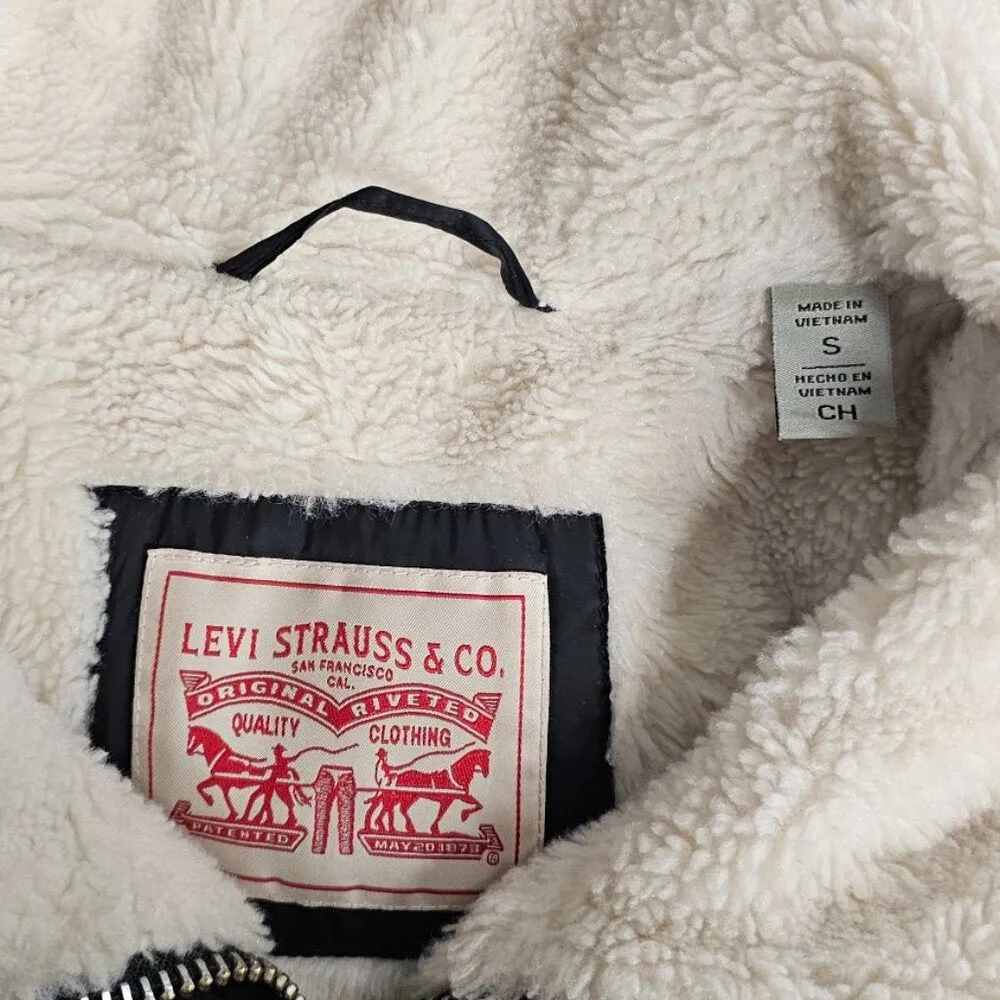 MADE IN
VIETNAM
S
HECHO EN
VIETNAM
CH
LEVI STRAUSS & CO.
SAN FRANCISCO
CAL.
ORIGINAL RIVETED
QUALITY CLOTHING
PATENTED MAY 20 1873
®